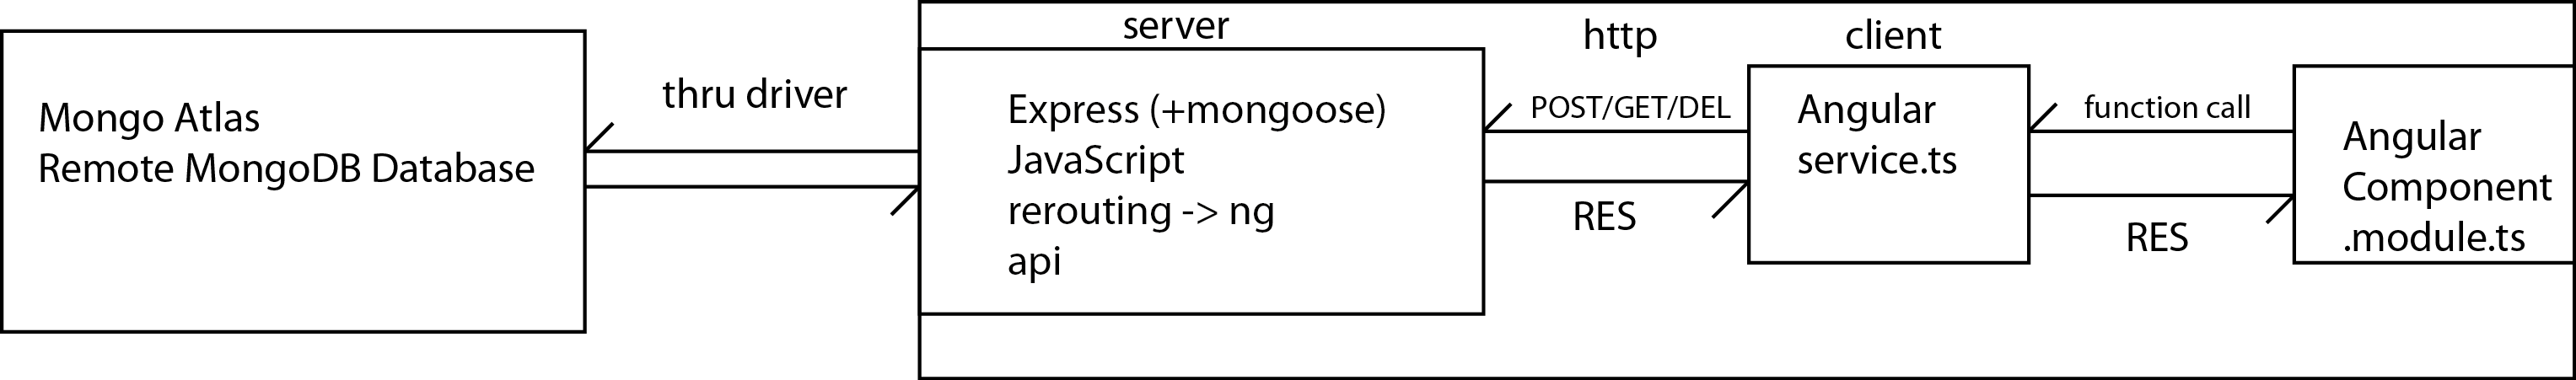 Mongo Atlas
Remote MongoDB Database
thru driver
server
Express (+mongoose)
JavaScript
rerouting -> ng
api
http
POST/GET/DEL
RES
client
Angular
service.ts
function call
RES
Angular
Component
.module.ts